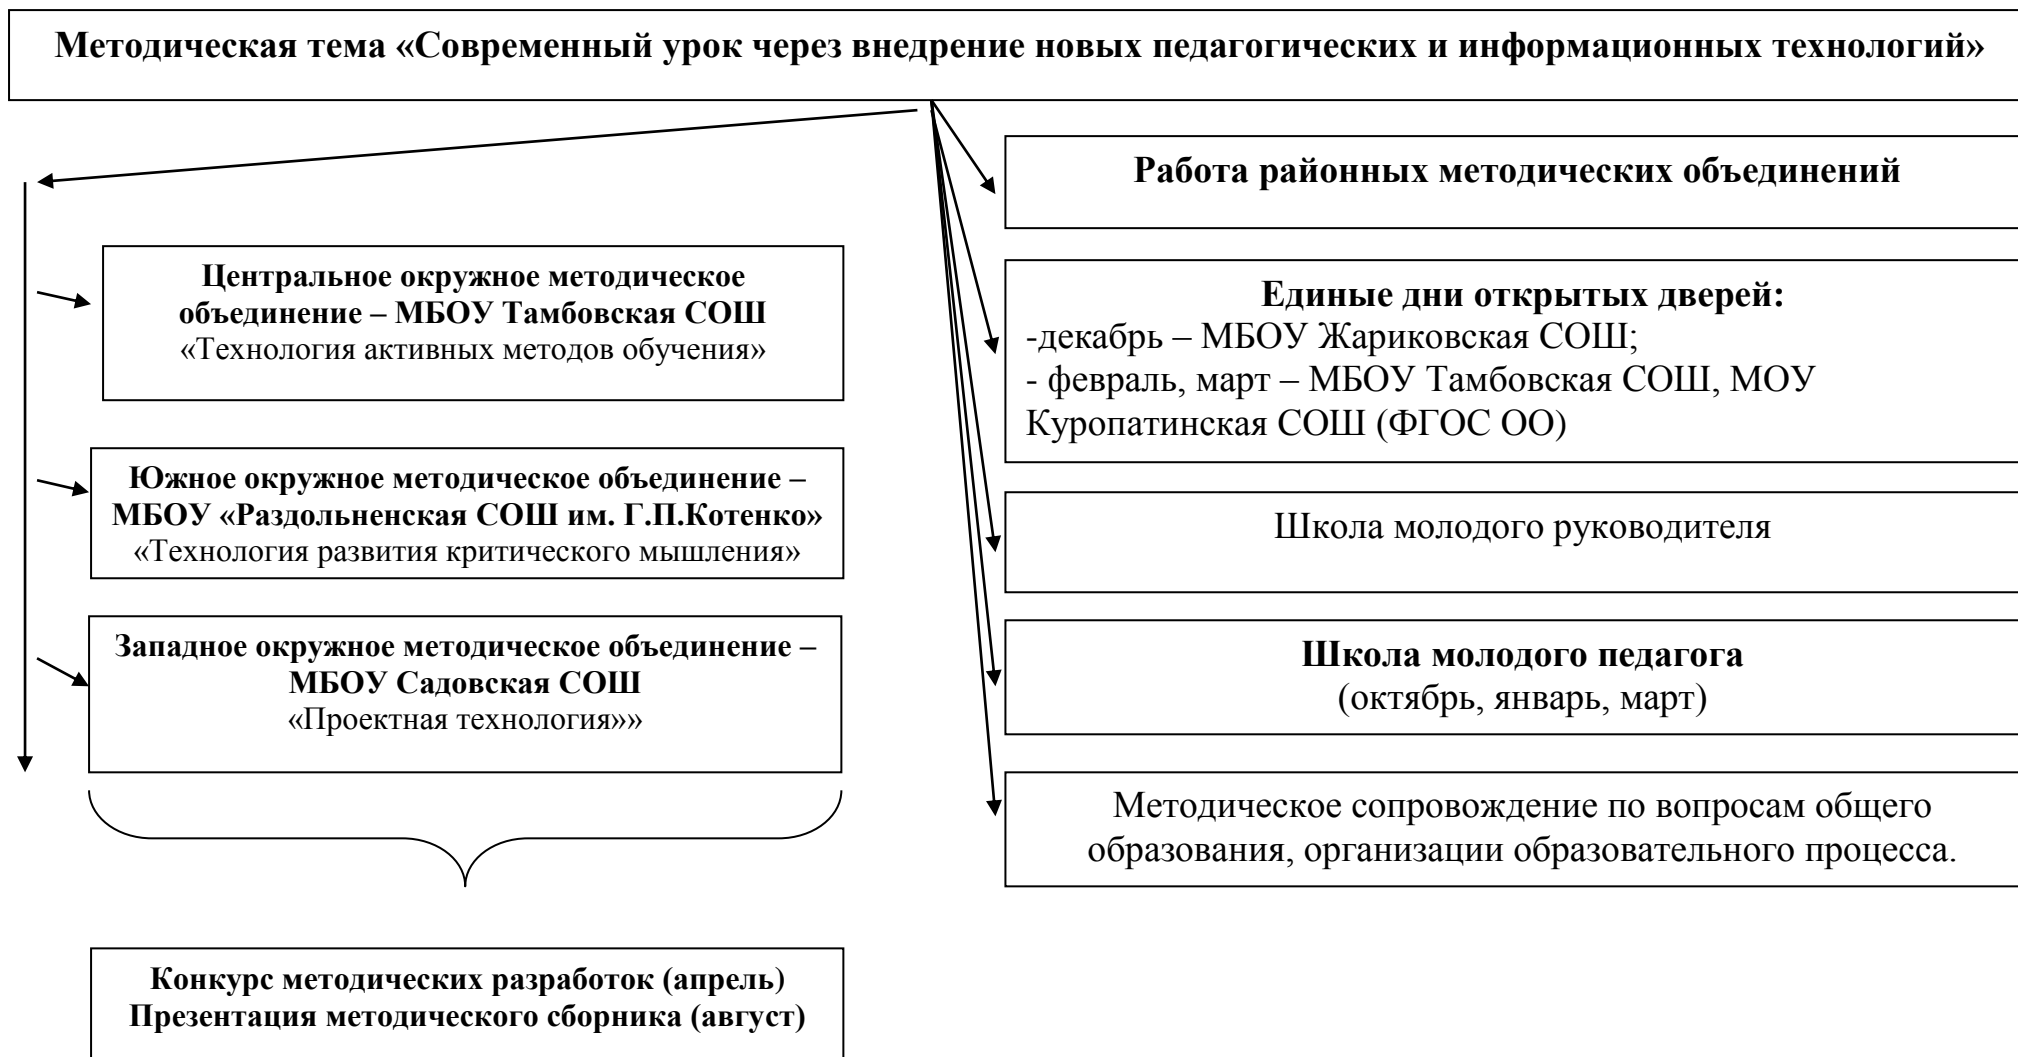 Методическая тема «Современный урок через внедрение новых педагогических и информационных технологий»
Центральное окружное методическое
объединение – МБОУ Тамбовская СОШ
«Технология активных методов обучения»
Южное окружное методическое объединение –
МБОУ «Раздольненская СОШ им. Г.П.Котенко»
«Технология развития критического мышления»
Западное окружное методическое объединение –
МБОУ Садовская СОШ
«Проектная технология»»
Конкурс методических разработок (апрель)
Презентация методического сборника (август)
Работа районных методических объединений
Единые дни открытых дверей:
-декабрь – МБОУ Жариковская СОШ;
- февраль, март – МБОУ Тамбовская СОШ, МОУ
Куропатинская СОШ (ФГОС ОО)
Школа молодого руководителя
Школа молодого педагога
(октябрь, январь, март)
Методическое сопровождение по вопросам общего
образования, организации образовательного процесса.